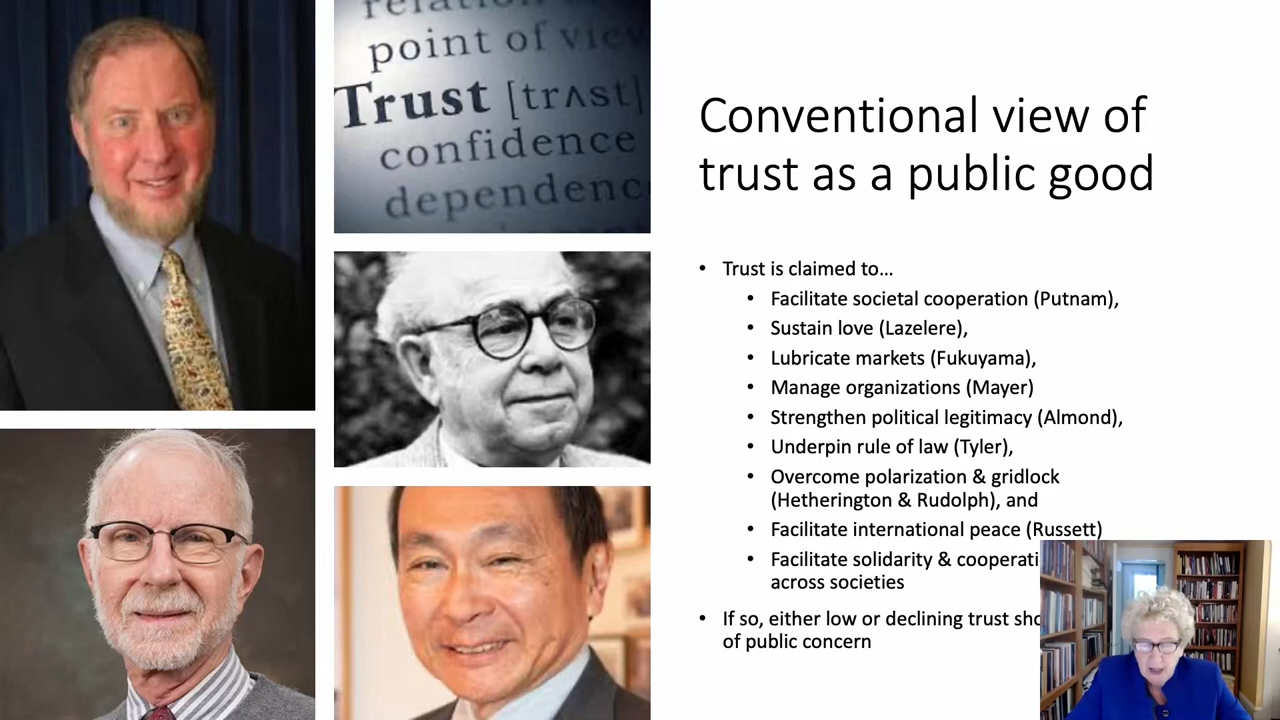 point of view
Trust [trʌst]
confidence
dependenc
Conventional view of
trust as a public good
• Trust is claimed to…
• Facilitate societal cooperation (Putnam),
• Sustain love (Lazelere),
• Lubricate markets (Fukuyama),
• Manage organizations (Mayer)
• Strengthen political legitimacy (Almond),
• Underpin rule of law (Tyler),
• Overcome polarization & gridlock
(Hetherington & Rudolph), and
• Facilitate international peace (Russett)
• Facilitate solidarity & cooperati
across societies
• If so, either low or declining trust sho
of public concern